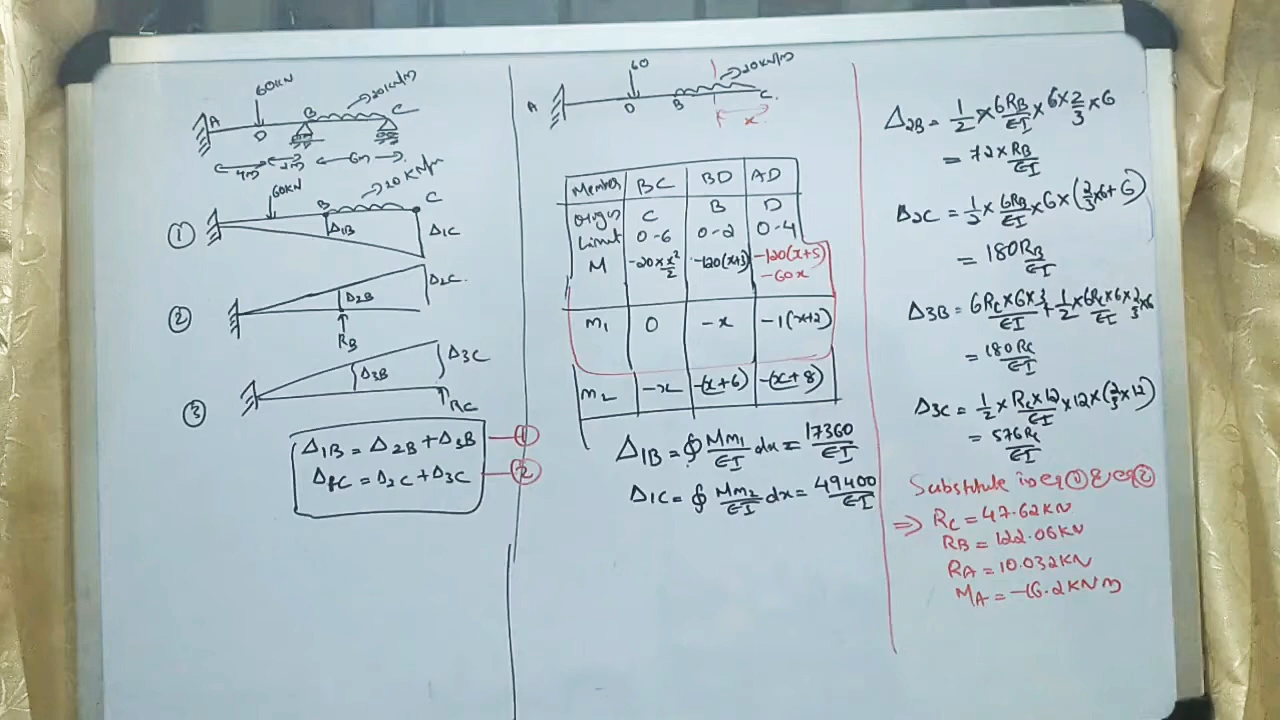 60KN
20KN/m
A
B
C
D
4m
2m
6m
60KN
20KN/m
B
C
①
Δ1B
Δ1C
②
Δ2B
Δ2C
RB
③
Δ3B
Δ3C
RC
Δ1B = Δ2B + Δ3B — ①
Δ1C = Δ2C + Δ3C — ②
60
20KN/m
A
D
B
C
x
Member BC BD AD
Origin C B D
Limit 0-6 0-2 0-4
M -20×x²/2 -120(x+3) -120(x+5)
-60x
m1 0 -x -1(x+2)
m2 -x -(x+6) -(x+8)
Δ1B = ∮ Mm1/EI dx = 17360/EI
Δ1C = ∮ Mm2/EI dx = 49400/EI
Δ2B = 1/2 × 6RB/EI × 6 × 2/3 × 6
= 72 × RB/EI
Δ2C = 1/2 × 6RB/EI × 6 × (2/3×6+6)
= 180RB/EI
Δ3B = 6RC×6×3/EI + 1/2 × 6RC×6×2/3×6/EI
= 180RC/EI
Δ3C = 1/2 × RC×12/EI × 12 × (2/3×12)
= 576RC/EI
Substitute in eq ① & eq ②
⇒ RC = 47.62KN
RB = 122.06KN
RA = 10.032KN
MA = -16.2KNm